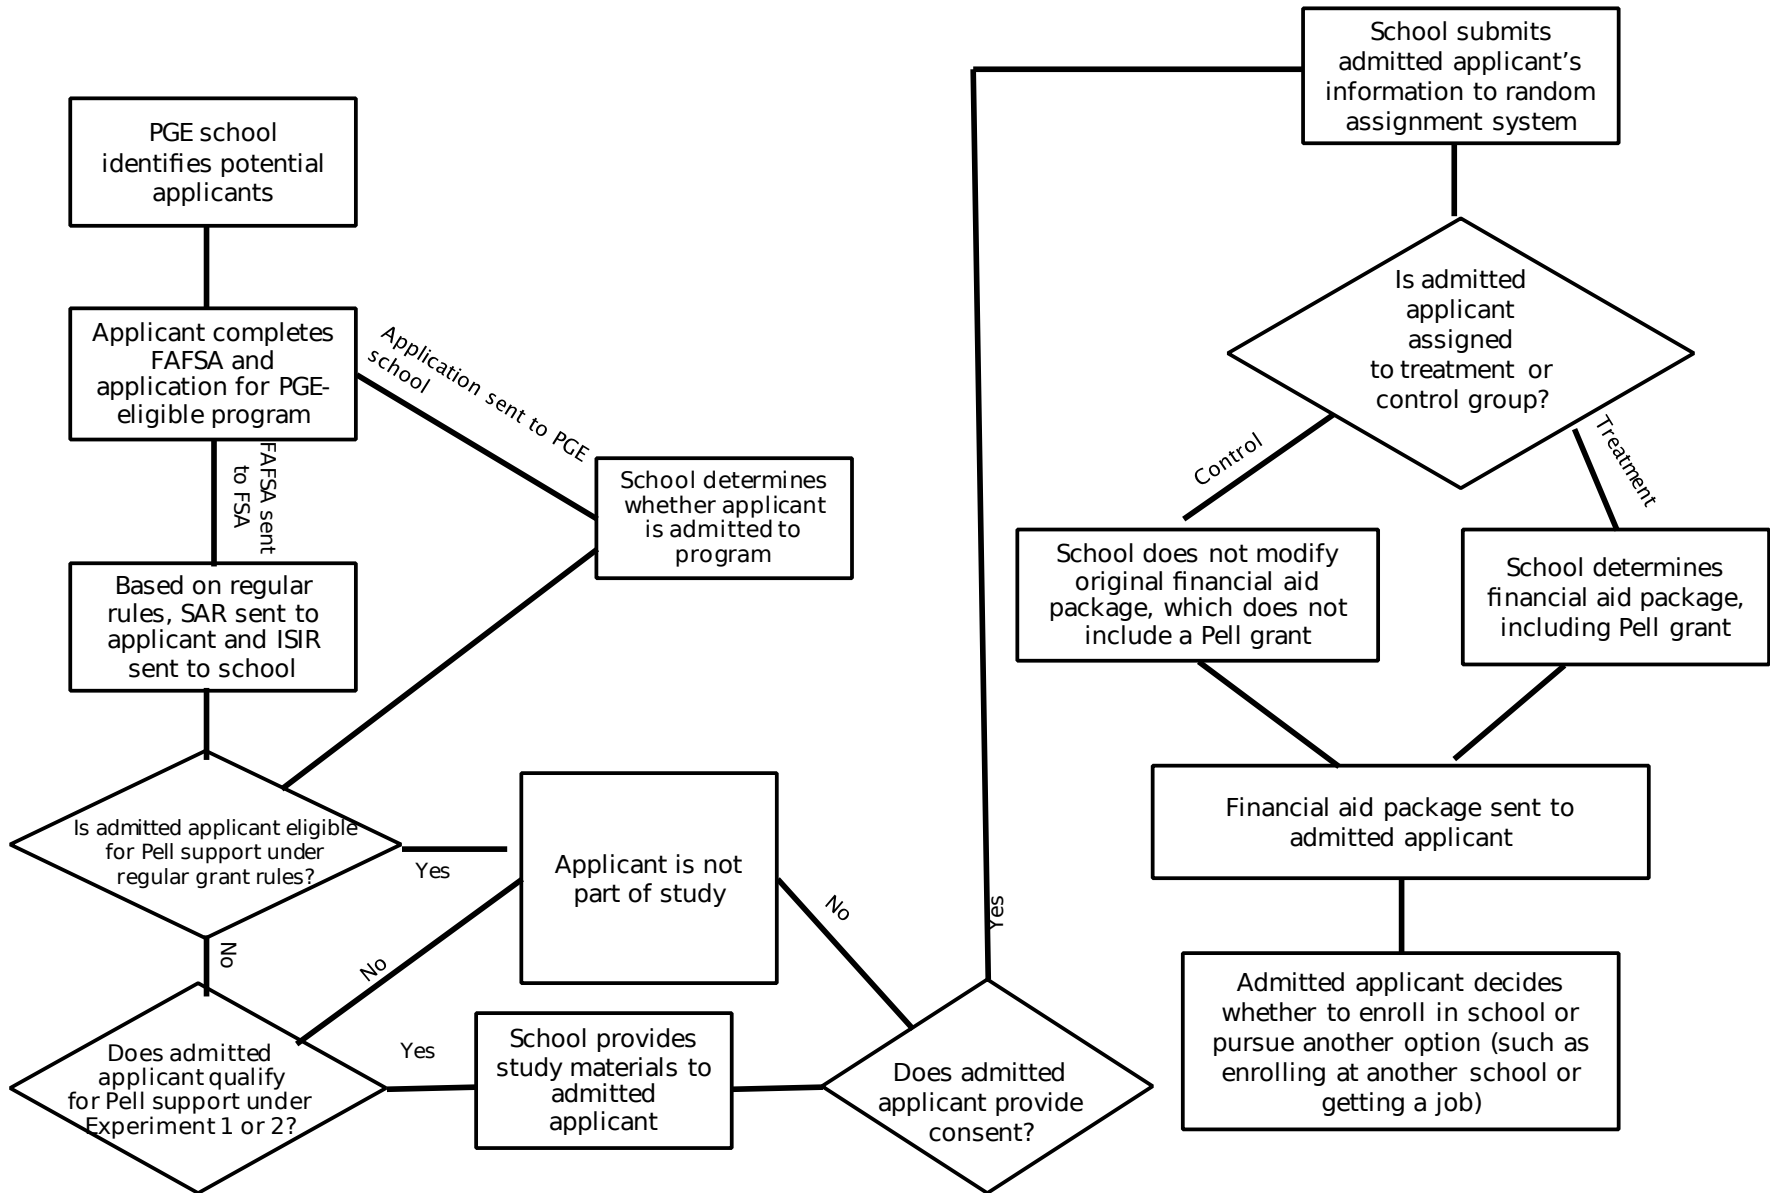 PGE school
identifies potential
applicants
Applicant completes
FAFSA and
application for PGE-
eligible program
Application sent to PGE
school
FAFSA sent
to FSA
School determines
whether applicant
is admitted to
program
Based on regular
rules, SAR sent to
applicant and ISIR
sent to school
Is admitted applicant eligible
for Pell support under
regular grant rules?
Yes
No
Applicant is not
part of study
No
Does admitted
applicant qualify
for Pell support under
Experiment 1 or 2?
Yes
School provides
study materials to
admitted
applicant
No
Does admitted
applicant provide
consent?
Yes
School submits
admitted applicant’s
information to random
assignment system
Is admitted
applicant
assigned
to treatment or
control group?
Control
Treatment
School does not modify
original financial aid
package, which does not
include a Pell grant
School determines
financial aid package,
including Pell grant
Financial aid package sent to
admitted applicant
Admitted applicant decides
whether to enroll in school or
pursue another option (such as
enrolling at another school or
getting a job)